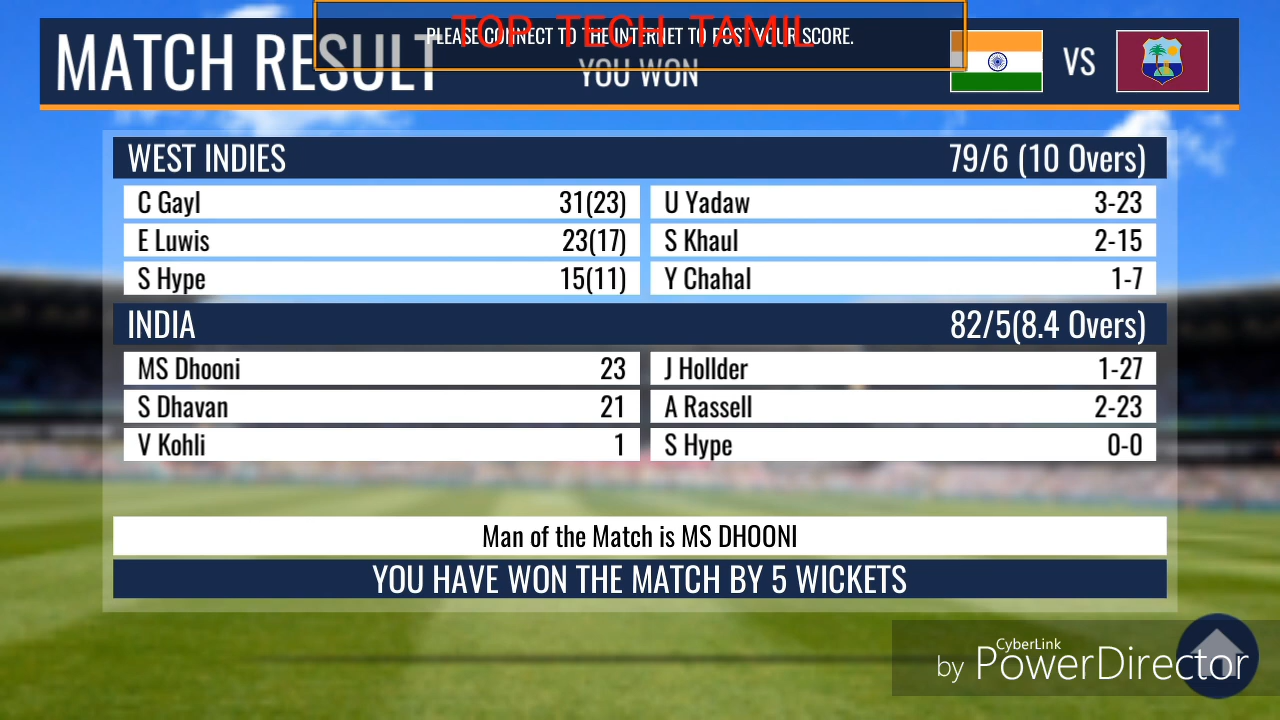 TOP TECH TAMIL
PLEASE CONNECT TO THE INTERNET TO POST YOUR SCORE.
MATCH RESULT
YOU WON
VS
WEST INDIES 79/6 (10 Overs)
C Gayl 31(23) U Yadaw 3-23
E Luwis 23(17) S Khaul 2-15
S Hype 15(11) Y Chahal 1-7
INDIA 82/5(8.4 Overs)
MS Dhooni 23 J Hollder 1-27
S Dhavan 21 A Rassell 2-23
V Kohli 1 S Hype 0-0
Man of the Match is MS DHOONI
YOU HAVE WON THE MATCH BY 5 WICKETS
CyberLink
by PowerDirector